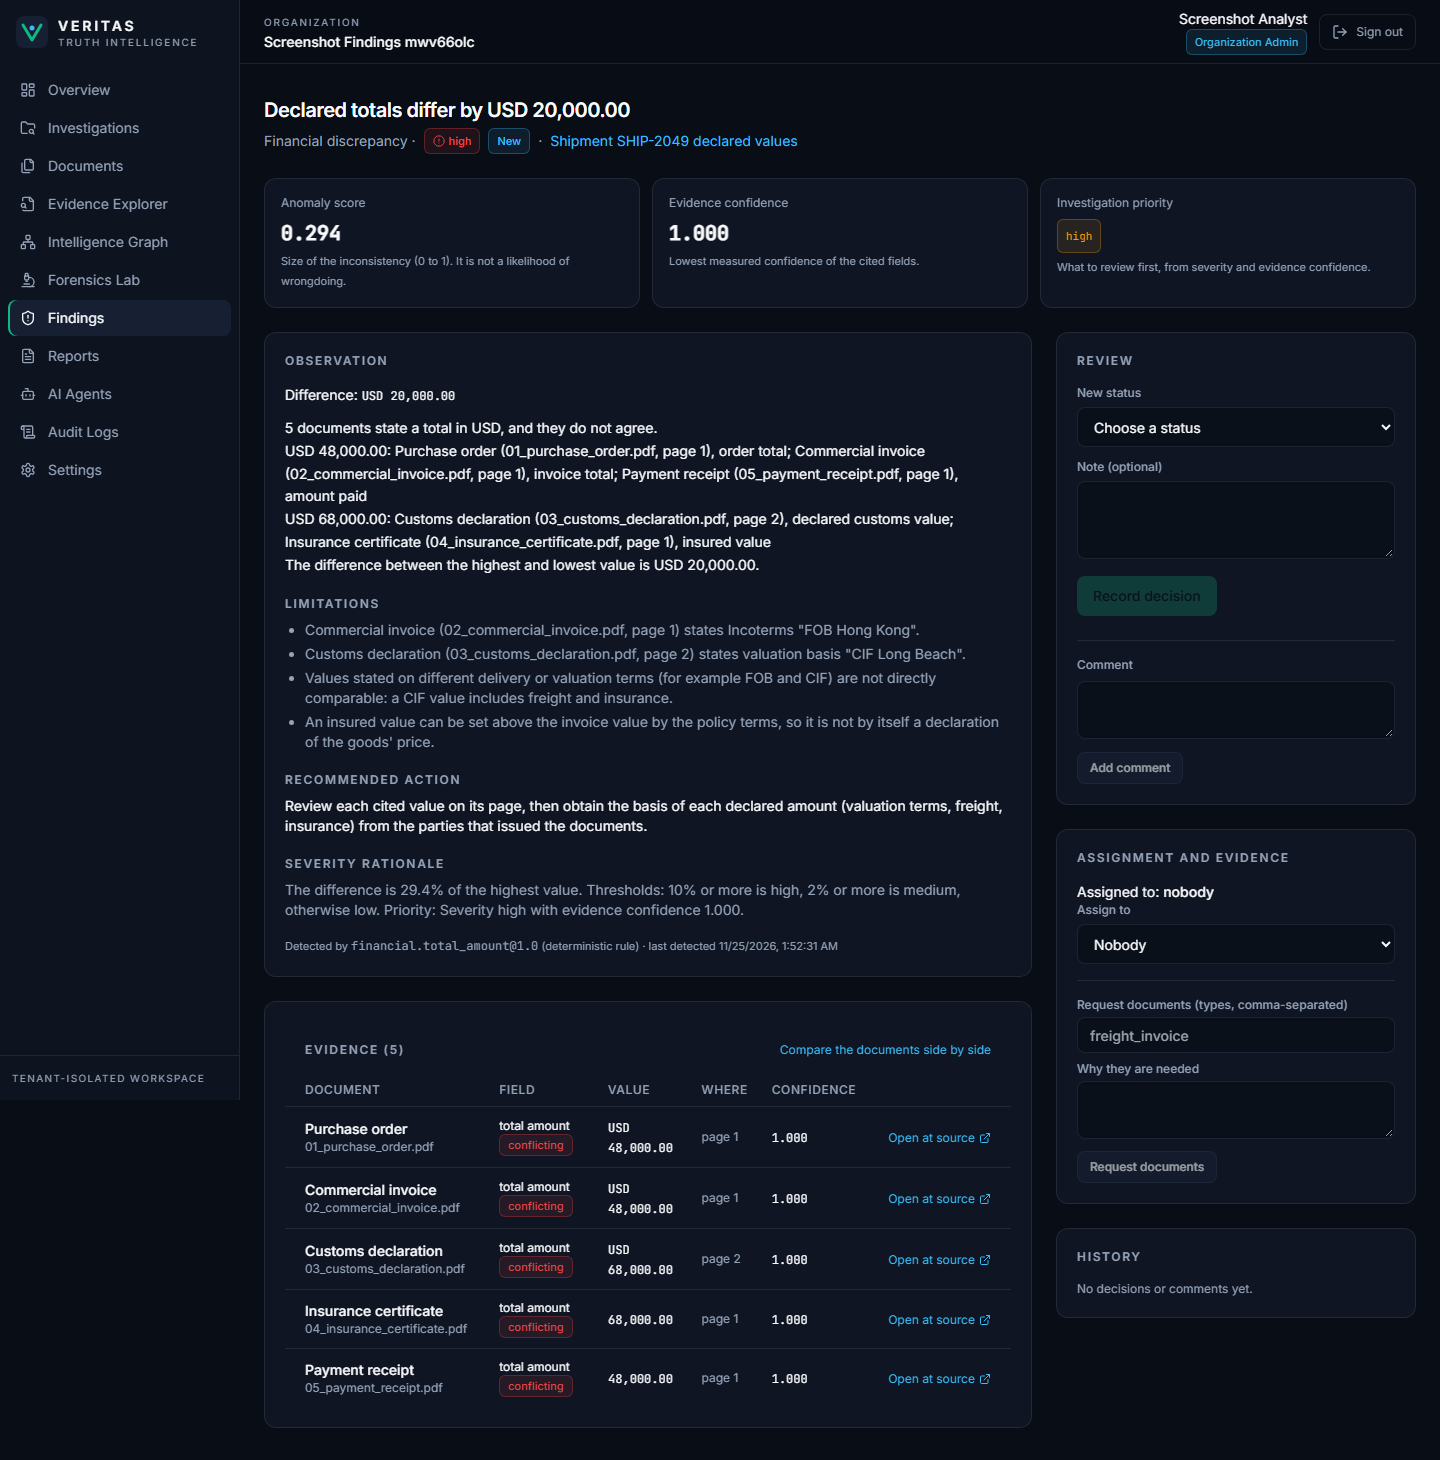 VERITAS
TRUTH INTELLIGENCE
Overview
Investigations
Documents
Evidence Explorer
Intelligence Graph
Forensics Lab
Findings
Reports
AI Agents
Audit Logs
Settings
TENANT-ISOLATED WORKSPACE
ORGANIZATION
Screenshot Findings mwv66olc
Screenshot Analyst
Organization Admin
Sign out
Declared totals differ by USD 20,000.00
Financial discrepancy · high New · Shipment SHIP-2049 declared values
Anomaly score
0.294
Size of the inconsistency (0 to 1). It is not a likelihood of
wrongdoing.
Evidence confidence
1.000
Lowest measured confidence of the cited fields.
Investigation priority
high
What to review first, from severity and evidence confidence.
OBSERVATION
Difference: USD 20,000.00
5 documents state a total in USD, and they do not agree.
USD 48,000.00: Purchase order (01_purchase_order.pdf, page 1), order total; Commercial invoice
(02_commercial_invoice.pdf, page 1), invoice total; Payment receipt (05_payment_receipt.pdf, page 1),
amount paid
USD 68,000.00: Customs declaration (03_customs_declaration.pdf, page 2), declared customs value;
Insurance certificate (04_insurance_certificate.pdf, page 1), insured value
The difference between the highest and lowest value is USD 20,000.00.
LIMITATIONS
• Commercial invoice (02_commercial_invoice.pdf, page 1) states Incoterms "FOB Hong Kong".
• Customs declaration (03_customs_declaration.pdf, page 2) states valuation basis "CIF Long Beach".
• Values stated on different delivery or valuation terms (for example FOB and CIF) are not directly
comparable: a CIF value includes freight and insurance.
• An insured value can be set above the invoice value by the policy terms, so it is not by itself a declaration
of the goods' price.
RECOMMENDED ACTION
Review each cited value on its page, then obtain the basis of each declared amount (valuation terms, freight,
insurance) from the parties that issued the documents.
SEVERITY RATIONALE
The difference is 29.4% of the highest value. Thresholds: 10% or more is high, 2% or more is medium,
otherwise low. Priority: Severity high with evidence confidence 1.000.
Detected by financial.total_amount@1.0 (deterministic rule) · last detected 11/25/2026, 1:52:31 AM
EVIDENCE (5)
Compare the documents side by side
DOCUMENT FIELD VALUE WHERE CONFIDENCE
Purchase order
01_purchase_order.pdf
total amount
conflicting
USD
48,000.00
page 1
1.000
Open at source
Commercial invoice
02_commercial_invoice.pdf
total amount
conflicting
USD
48,000.00
page 1
1.000
Open at source
Customs declaration
03_customs_declaration.pdf
total amount
conflicting
USD
68,000.00
page 2
1.000
Open at source
Insurance certificate
04_insurance_certificate.pdf
total amount
conflicting
68,000.00
page 1
1.000
Open at source
Payment receipt
05_payment_receipt.pdf
total amount
conflicting
48,000.00
page 1
1.000
Open at source
REVIEW
New status
Choose a status
Note (optional)
Record decision
Comment
Add comment
ASSIGNMENT AND EVIDENCE
Assigned to: nobody
Assign to
Nobody
Request documents (types, comma-separated)
freight_invoice
Why they are needed
Request documents
HISTORY
No decisions or comments yet.